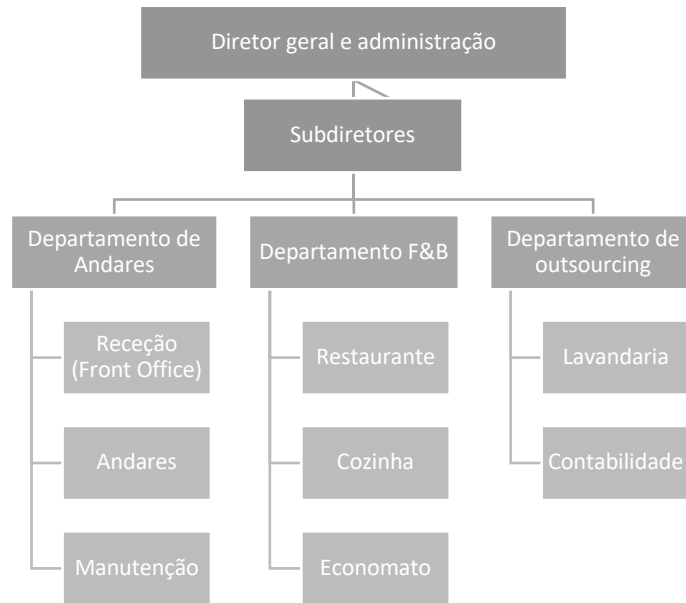 Diretor geral e administração
Subdiretores
Departamento de
Andares
Departamento F&B
Departamento de
outsourcing
Receção
(Front Office)
Restaurante
Lavandaria
Andares
Cozinha
Contabilidade
Manutenção
Economato